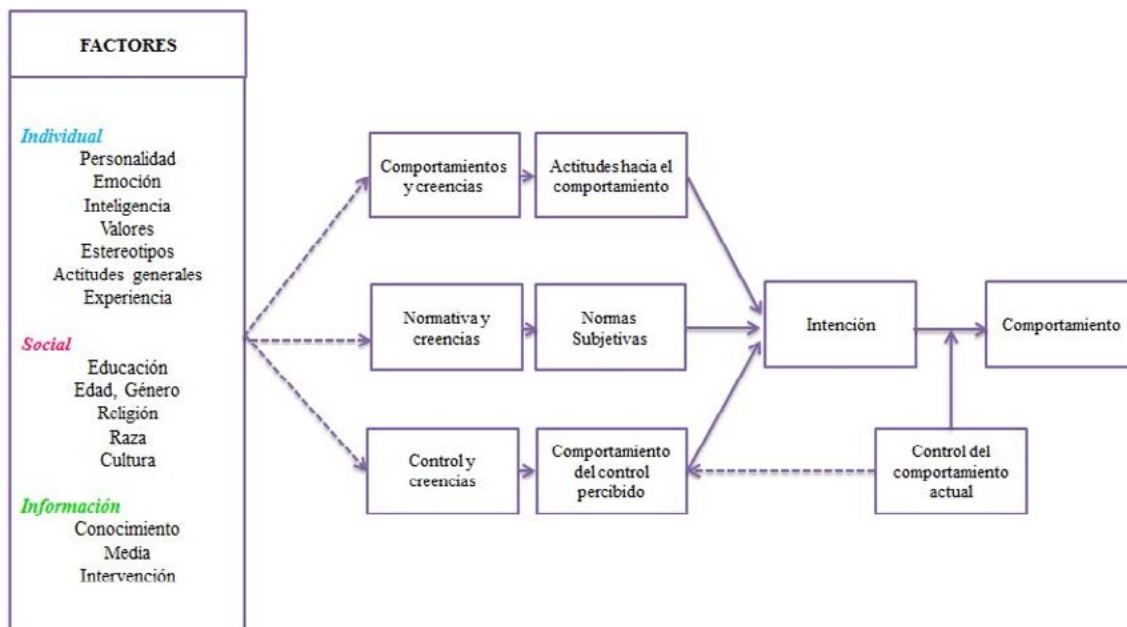 FACTORES
Individual
Personalidad
Emoción
Inteligencia
Valores
Estereotipos
Actitudes generales
Experiencia
Social
Educación
Edad, Género
Religión
Raza
Cultura
Información
Conocimiento
Media
Intervención
Comportamientos
y creencias
Actitudes hacia el
comportamiento
Normativa y
creencias
Normas
Subjetivas
Control y
creencias
Comportamiento
del control
percibido
Intención
Comportamiento
Control del
comportamiento
actual